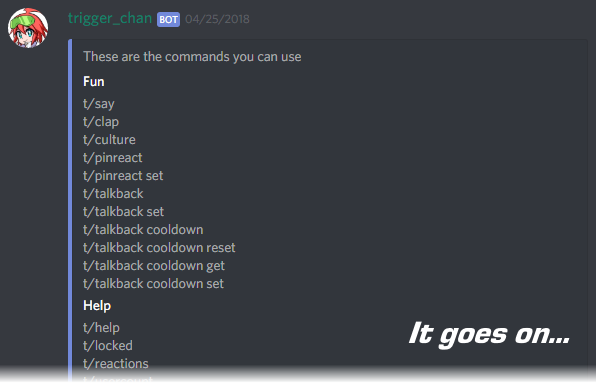 trigger_chan BOT 04/25/2018
These are the commands you can use
Fun
t/say
t/clap
t/culture
t/pinreact
t/pinreact set
t/talkback
t/talkback set
t/talkback cooldown
t/talkback cooldown reset
t/talkback cooldown get
t/talkback cooldown set
Help
t/help
t/locked
t/reactions
It goes on...